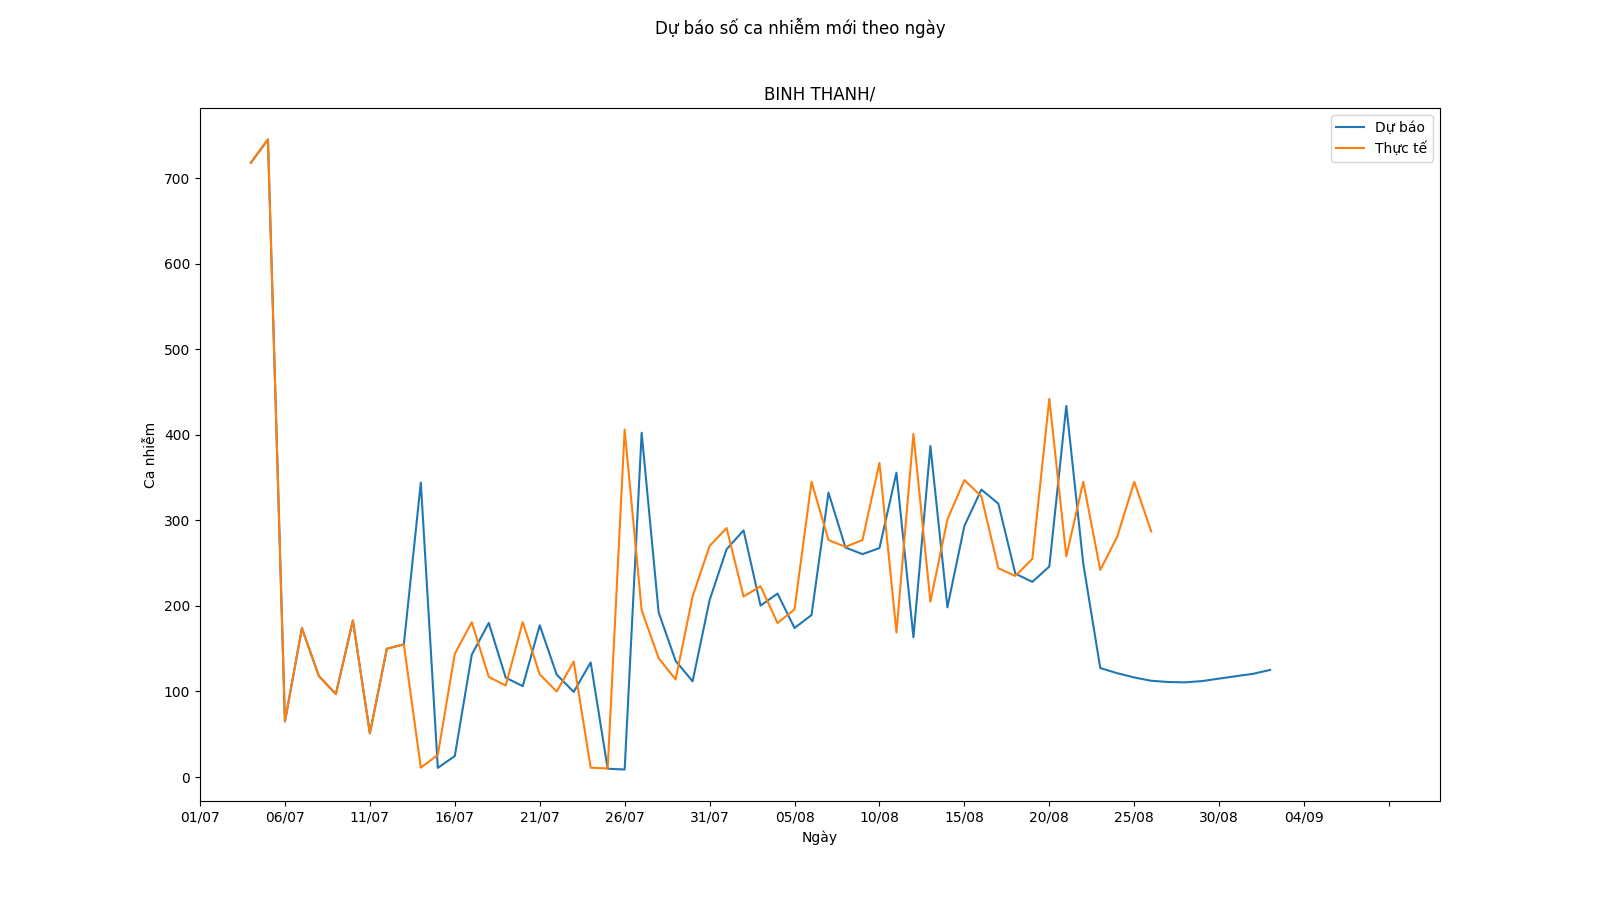 Dự báo số ca nhiễm mới theo ngày
BINH THANH/
Dự báo
Thực tế
700
600
500
400
300
200
100
0
Ca nhiễm
01/07 06/07 11/07 16/07 21/07 26/07 31/07 05/08 10/08 15/08 20/08 25/08 30/08 04/09
Ngày